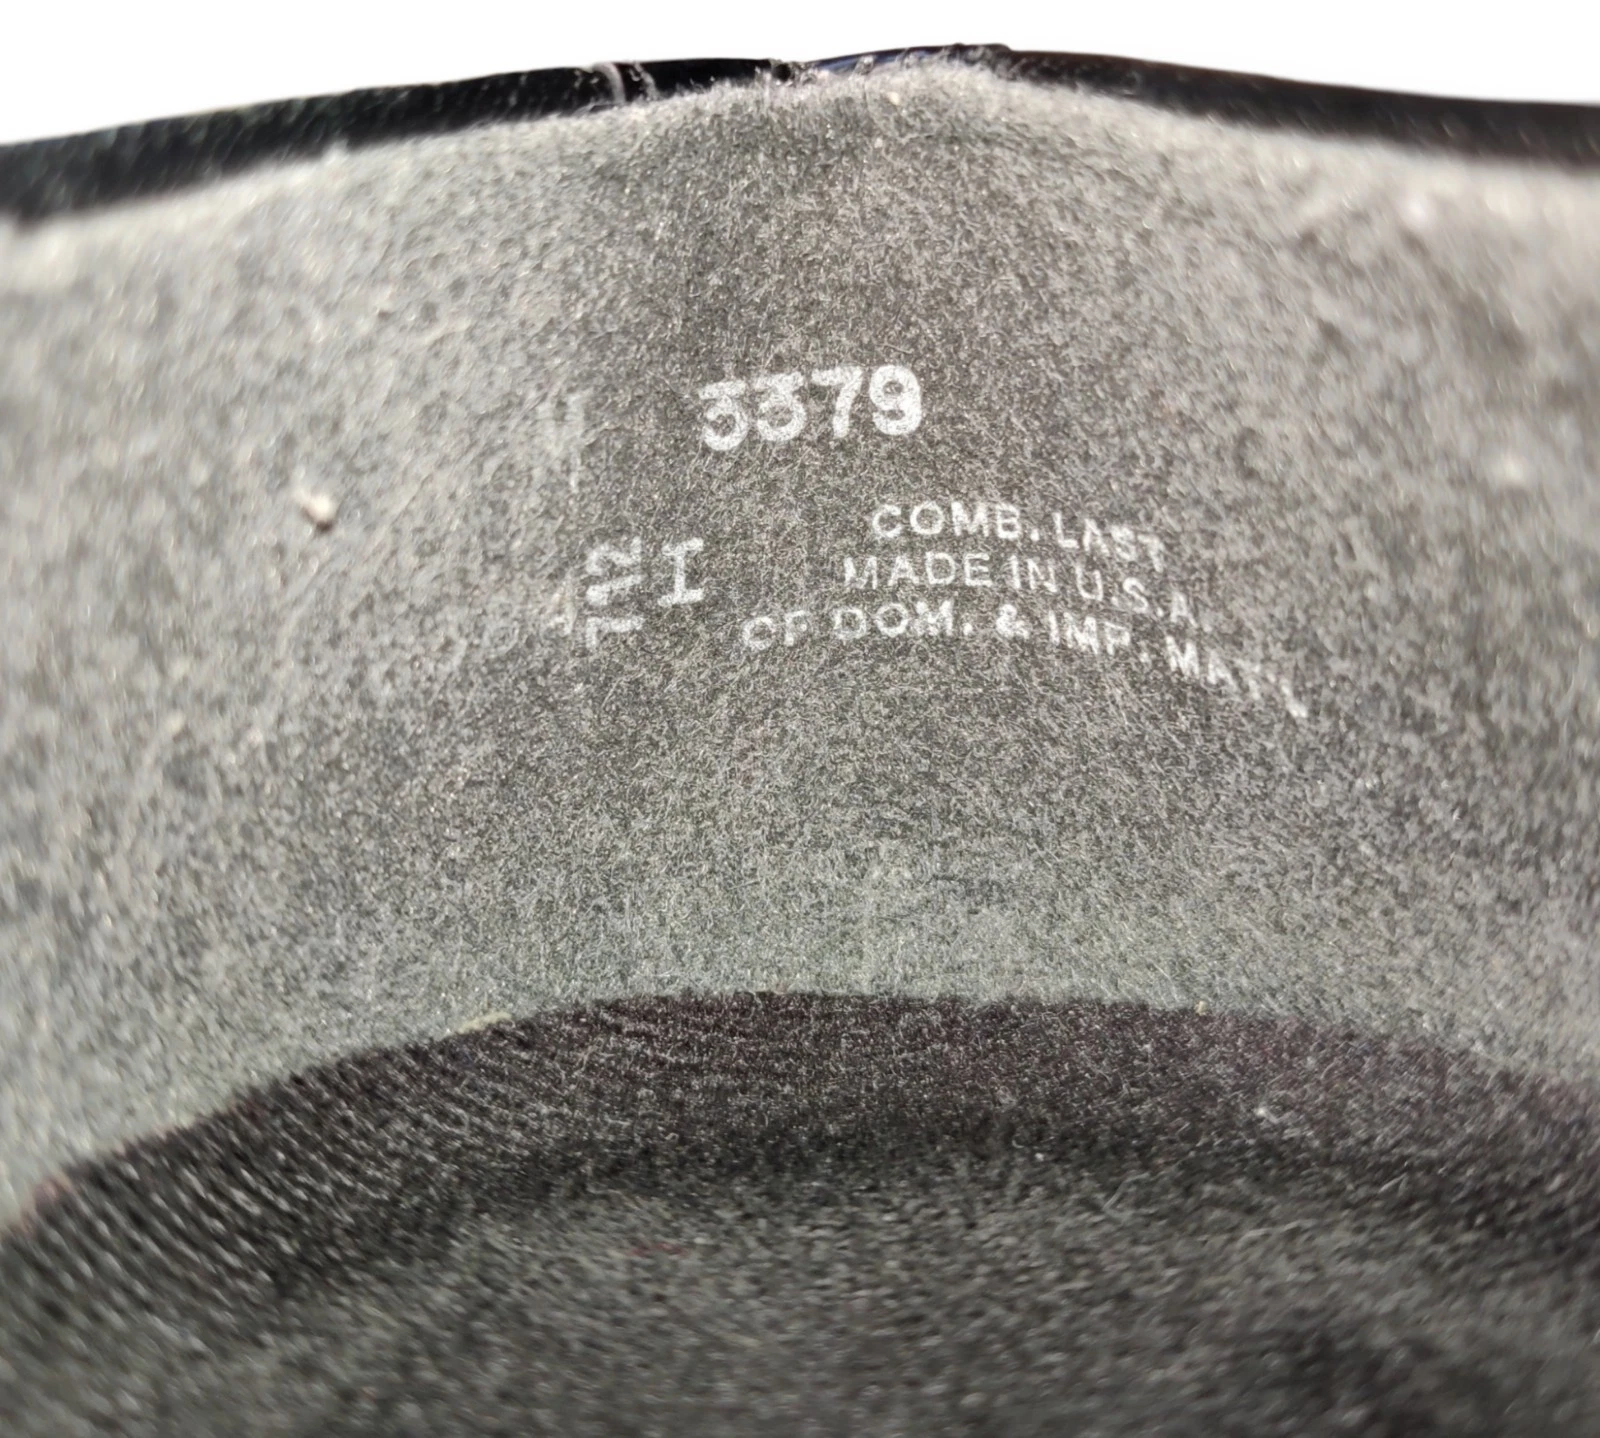 3379
COMB. LAST
MADE IN U.S.A.
OF DOM. & IMP. MAT'L